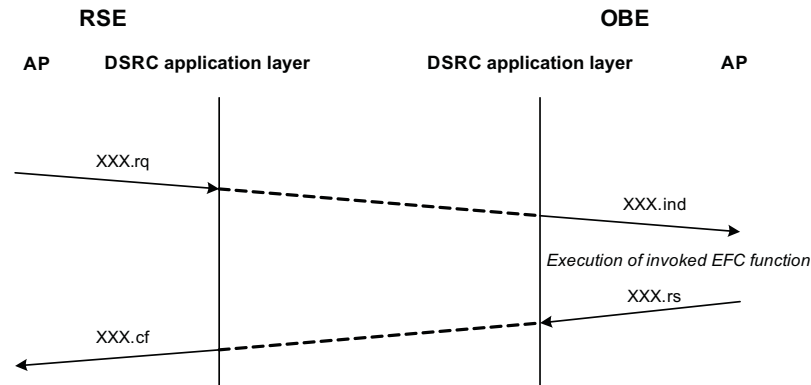 RSE OBE
AP DSRC application layer DSRC application layer AP
XXX.rq
XXX.ind
Execution of invoked EFC function
XXX.rs
XXX.cf